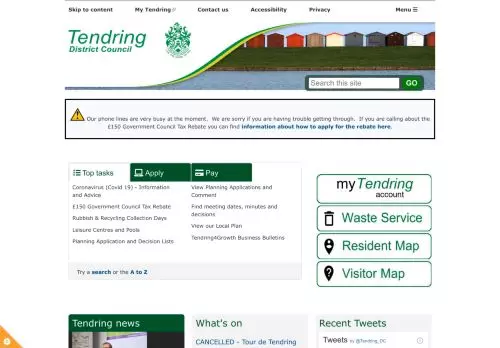 Skip to content
My Tendring
Contact us
Accessibility
Privacy
Menu ☰
Tendring
District Council
Search this site
GO
Our phone lines are very busy at the moment. We are sorry if you are having trouble getting through. If you are calling about the
£150 Government Council Tax Rebate you can find information about how to apply for the rebate here.
Top tasks
Apply
Pay
Coronavirus (Covid 19) - Information
and Advice
£150 Government Council Tax Rebate
Rubbish & Recycling Collection Days
Leisure Centres and Pools
Planning Application and Decision Lists
View Planning Applications and
Comment
Find meeting dates, minutes and
decisions
View our Local Plan
Tendring4Growth Business Bulletins
Try a search or the A to Z
my Tendring
account
Waste Service
Resident Map
Visitor Map
Tendring news
What's on
CANCELLED - Tour de Tendring
Recent Tweets
Tweets by @Tendring_DC